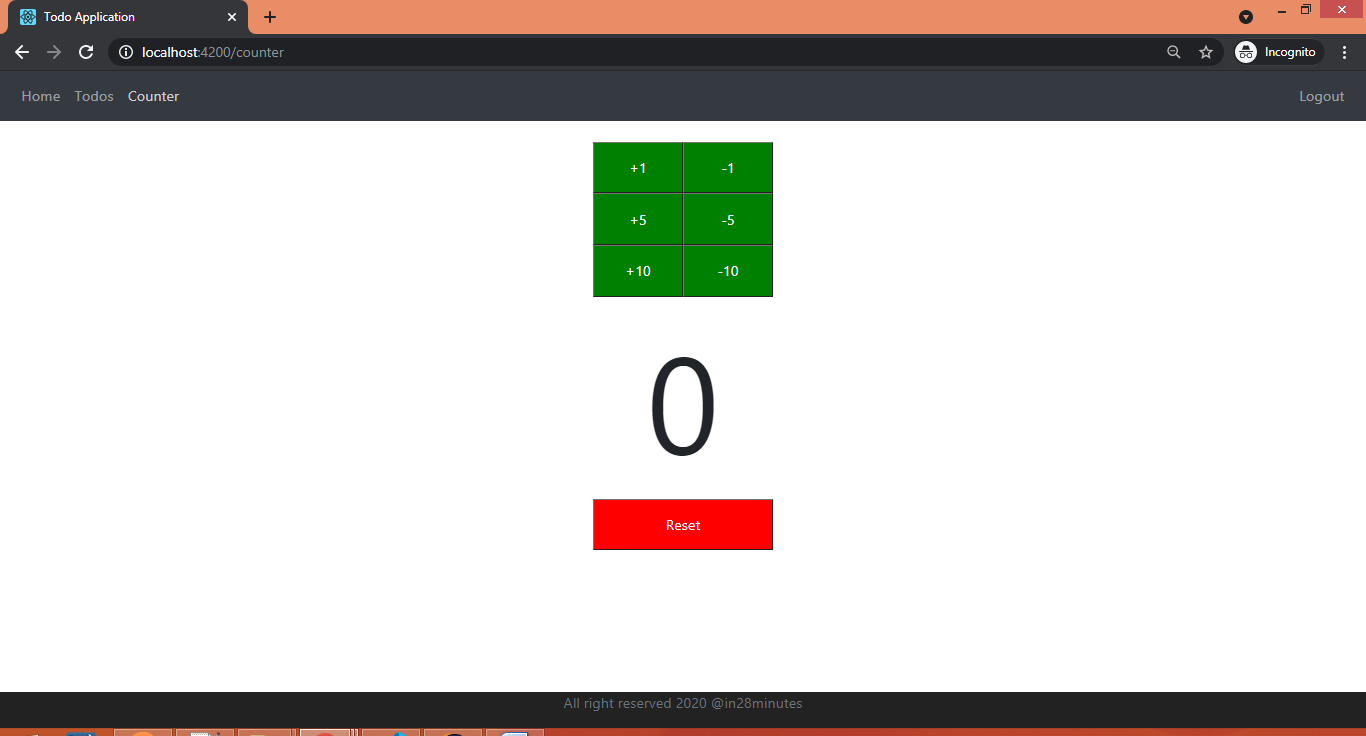 Todo Application
localhost:4200/counter
Incognito
Home Todos Counter Logout
+1 -1
+5 -5
+10 -10
0
Reset
All right reserved 2020 @in28minutes